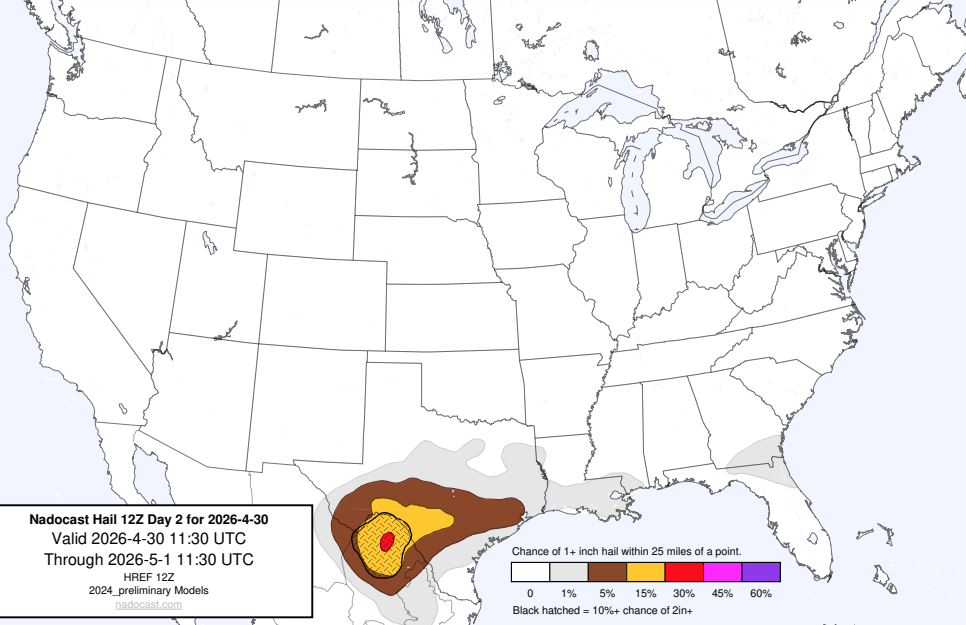 Nadocast Hail 12Z Day 2 for 2026-4-30
Valid 2026-4-30 11:30 UTC
Through 2026-5-1 11:30 UTC
HREF 12Z
2024_preliminary Models
nadocast.com
Chance of 1+ inch hail within 25 miles of a point.
0 1% 5% 15% 30% 45% 60%
Black hatched = 10%+ chance of 2in+